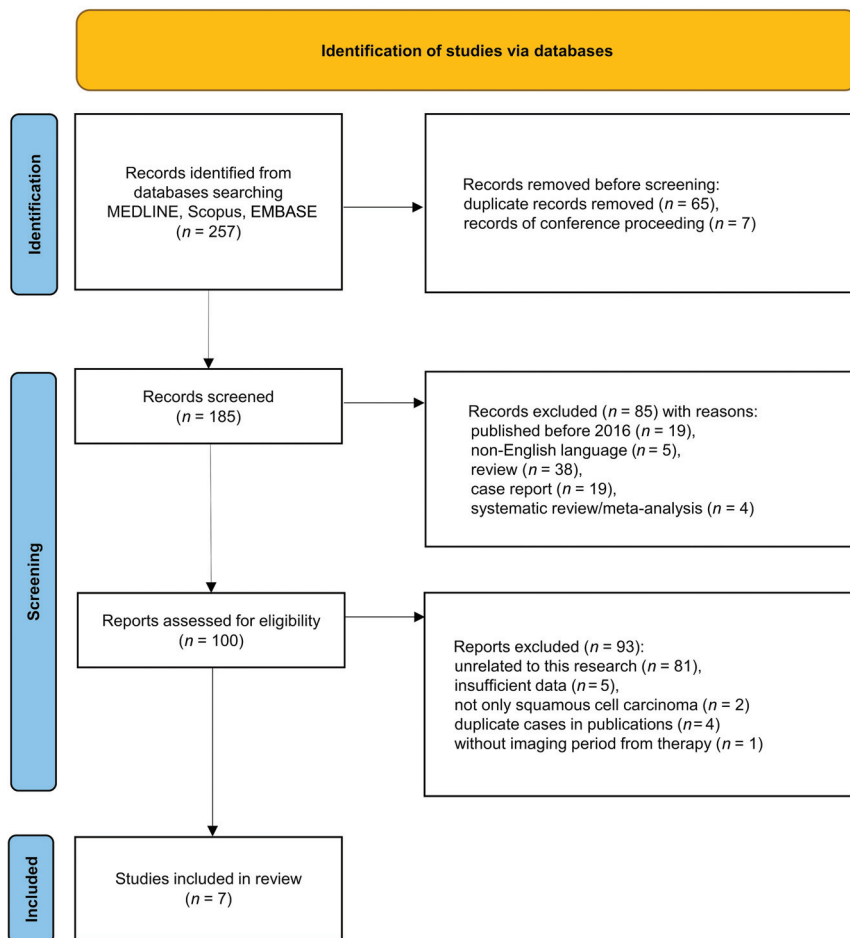 Identification of studies via databases
Identification
Records identified from
databases searching
MEDLINE, Scopus, EMBASE
(n = 257)
Records removed before screening:
duplicate records removed (n = 65),
records of conference proceeding (n = 7)
Screening
Records screened
(n = 185)
Records excluded (n = 85) with reasons:
published before 2016 (n = 19),
non-English language (n = 5),
review (n = 38),
case report (n = 19),
systematic review/meta-analysis (n = 4)
Reports assessed for eligibility
(n = 100)
Reports excluded (n = 93):
unrelated to this research (n = 81),
insufficient data (n = 5),
not only squamous cell carcinoma (n = 2)
duplicate cases in publications (n = 4)
without imaging period from therapy (n = 1)
Included
Studies included in review
(n = 7)